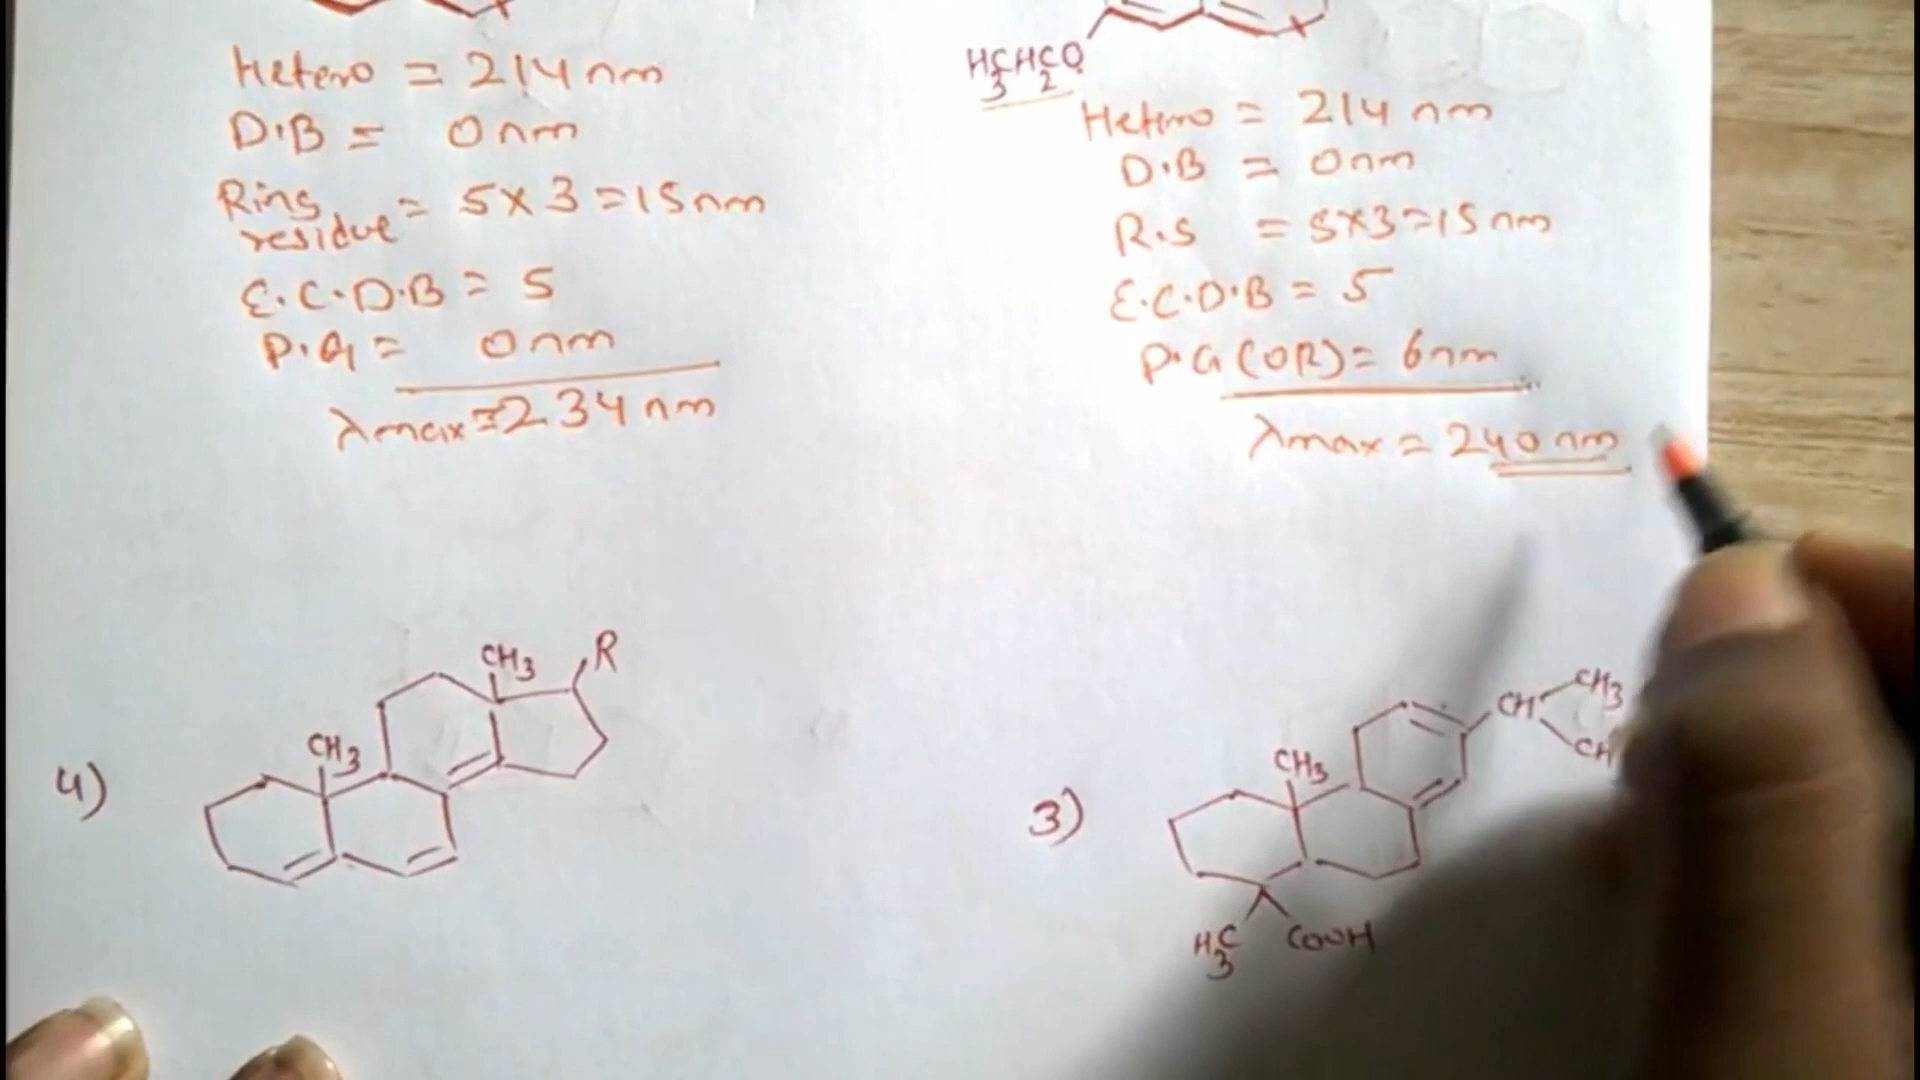 Hetero = 214 nm
D.B = 0 nm
Ring residue = 5 x 3 = 15 nm
E.C.D.B = 5
P.G = 0 nm
λmax = 234 nm
H3CH2CO
Hetero = 214 nm
D.B = 0 nm
R.S = 5x3=15 nm
E.C.D.B = 5
P.G (OR) = 6 nm
λmax = 240 nm
4)
CH3
CH3
R
3)
CH3
CH
CH3
CH
H3C
COOH